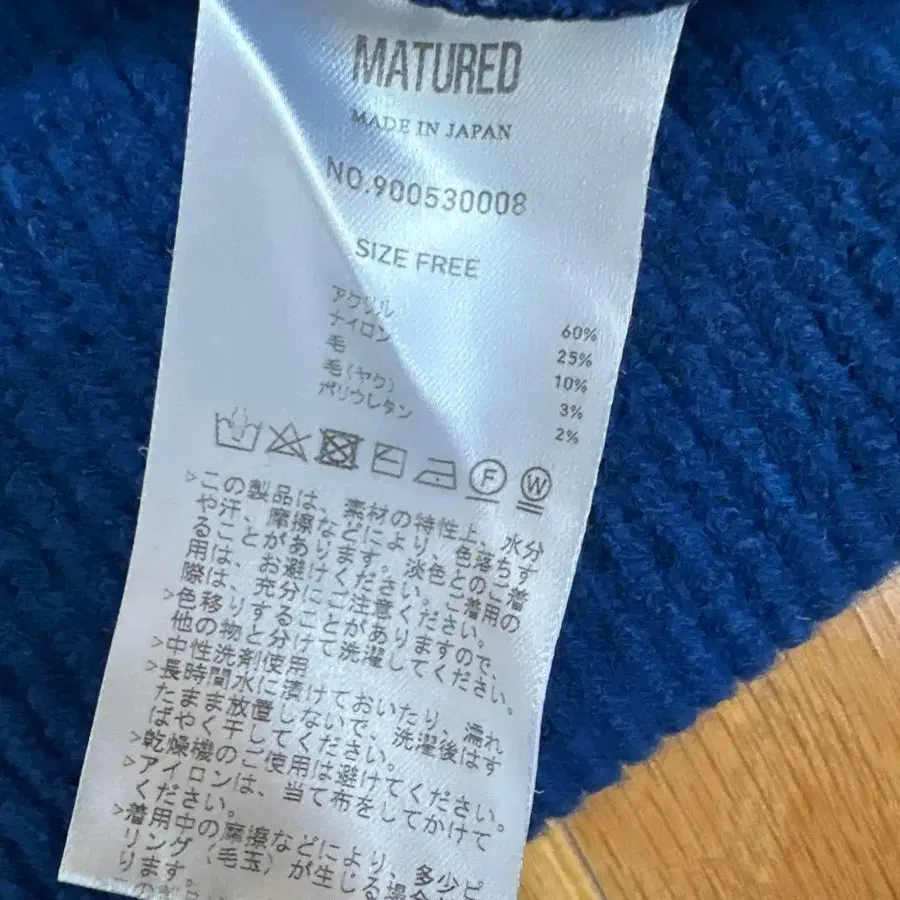 MATURED
MADE IN JAPAN
NO.900530008
SIZE FREE
アクリル 60%
ナイロン 25%
毛 10%
毛(ヤク) 3%
ポリウレタン 2%
F W
>この製品は、素材の特性上、水分
や汗、摩擦などにより、色落ちす
ることがあります。淡色とのご着
用は、お避けください。ご着用の
際は、充分にご注意ください。
>色移りすることがありますので、
他の物と分けて洗濯してください。
>中性洗剤使用
>長時間水に漬けておいたり、濡れ
たまま放置しないで、洗濯後はす
ばやく干してください。
>乾燥機のご使用は避けてください。
>アイロンは、当て布をしてかけて
ください。
>着用中の摩擦などにより、多少ピ
リング(毛玉)が生じる場合
ります。